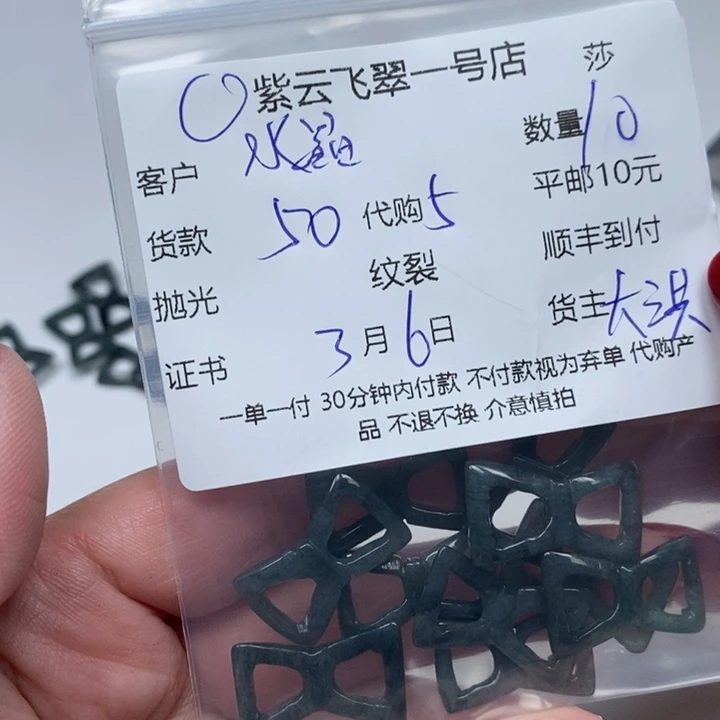 紫云飞翠一号店 莎
客户 数量 10
平邮10元
货款 50 代购 5
顺丰到付
抛光 纹裂 货主 大洪
证书 3月6日
一单一付 30分钟内付款 不付款视为弃单 代购产
品 不退不换 介意慎拍